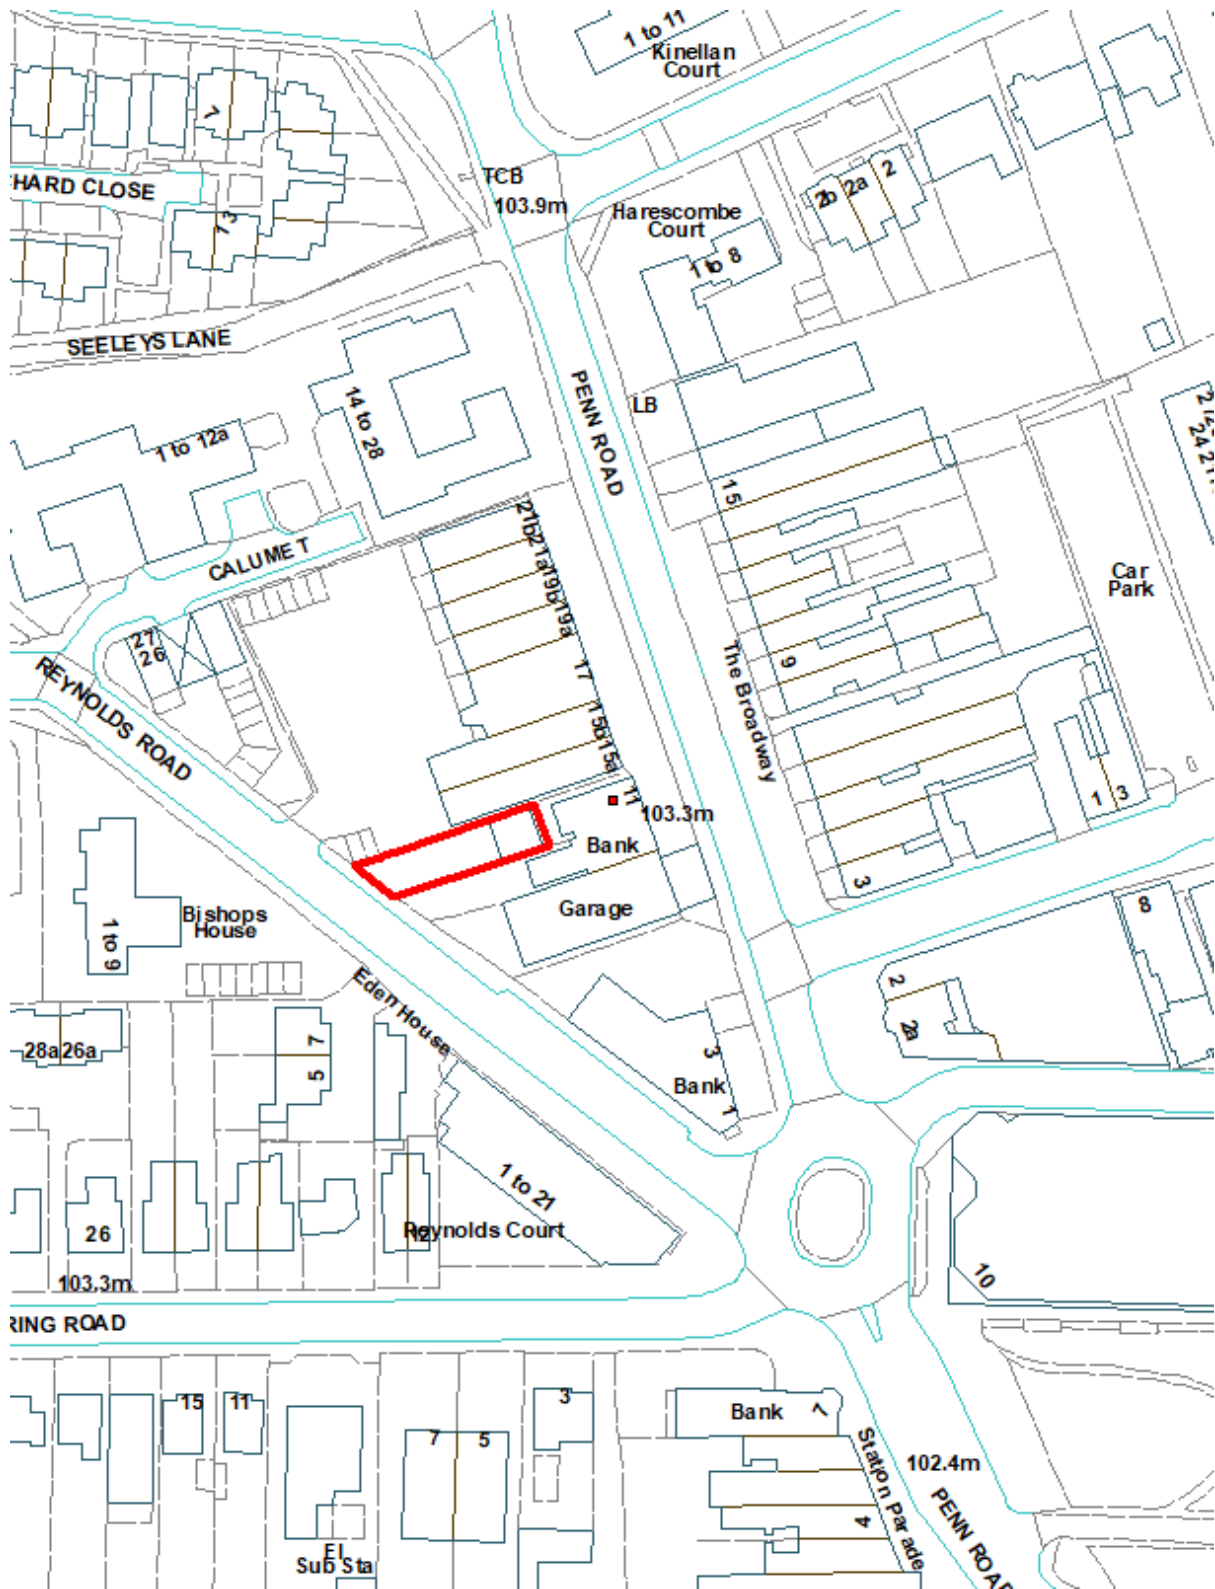 1 to 11
Kinellan
Court
7
TCB
103.9m
HARD CLOSE
13
Harescombe
Court
1 to 8
2b
2a
2
SEELEYS LANE
PENN ROAD
LB
14 to 28
1 to 12a
15
21b
21a
19b
19a
CALUMET
Car
Park
27
26
REYNOLDS ROAD
17
The Broadway
9
15b
15a
11
103.3m
Bank
1
3
3
Garage
8
Bishops
House
1 to 9
Eden House
2
2a
28a
26a
7
5
3
Bank
1
1 to 21
Reynolds Court
12
26
103.3m
10
RING ROAD
15
11
3
7
5
Bank
7
Station Parade
102.4m
4
PENN ROAD
El
Sub Sta